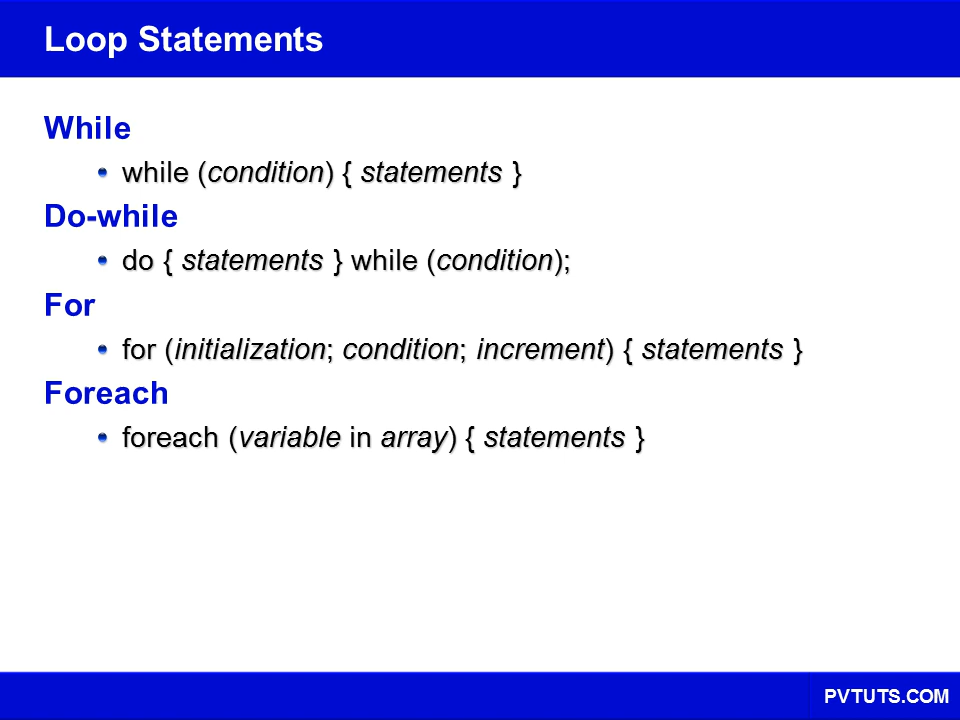 Loop Statements
While
• while (condition) { statements }
Do-while
• do { statements } while (condition);
For
• for (initialization; condition; increment) { statements }
Foreach
• foreach (variable in array) { statements }
PVTUTS.COM